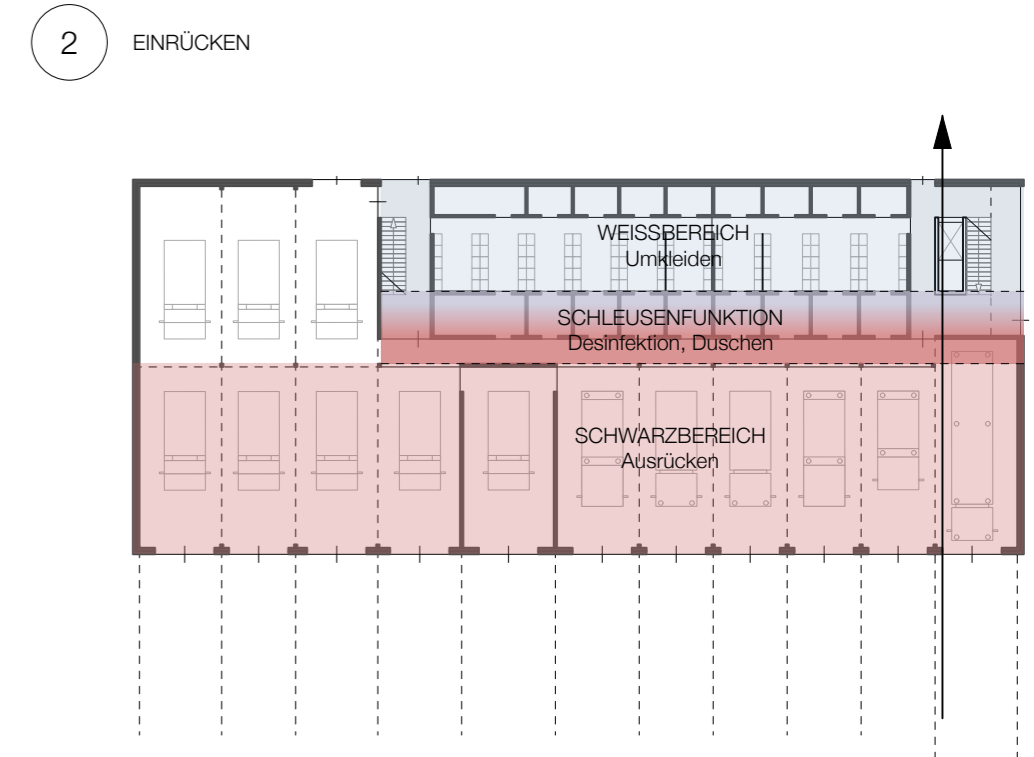 2
EINRÜCKEN
WEISSBEREICH
Umkleiden
SCHLEUSENFUNKTION
Desinfektion, Duschen
SCHWARZBEREICH
Ausrücken